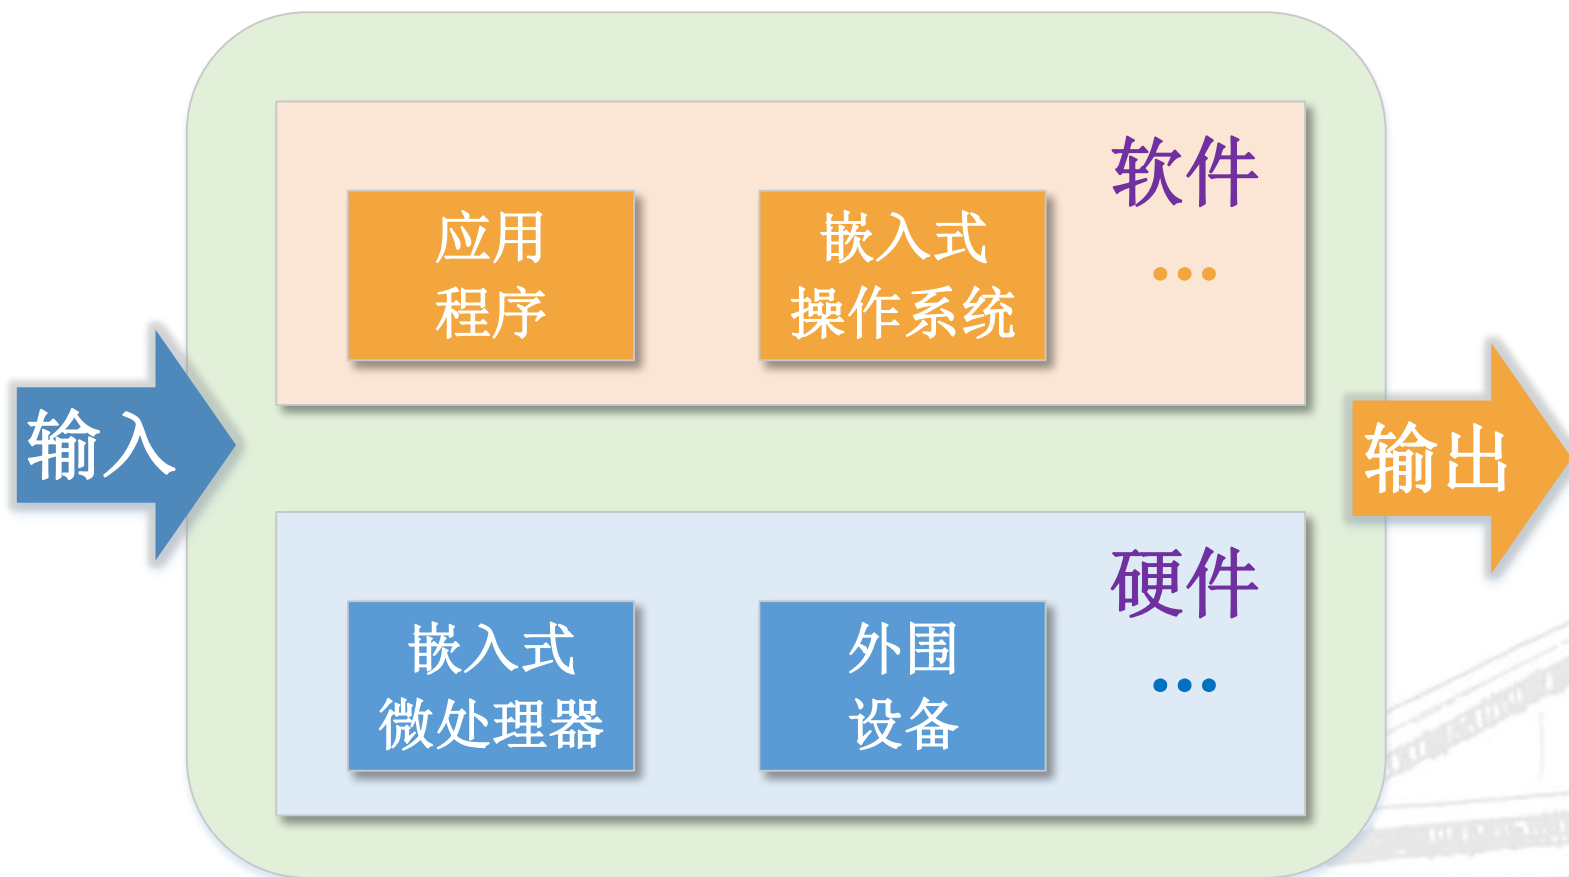 软件
应用
程序
嵌入式
操作系统
...
输入
输出
硬件
嵌入式
微处理器
外围
设备
...